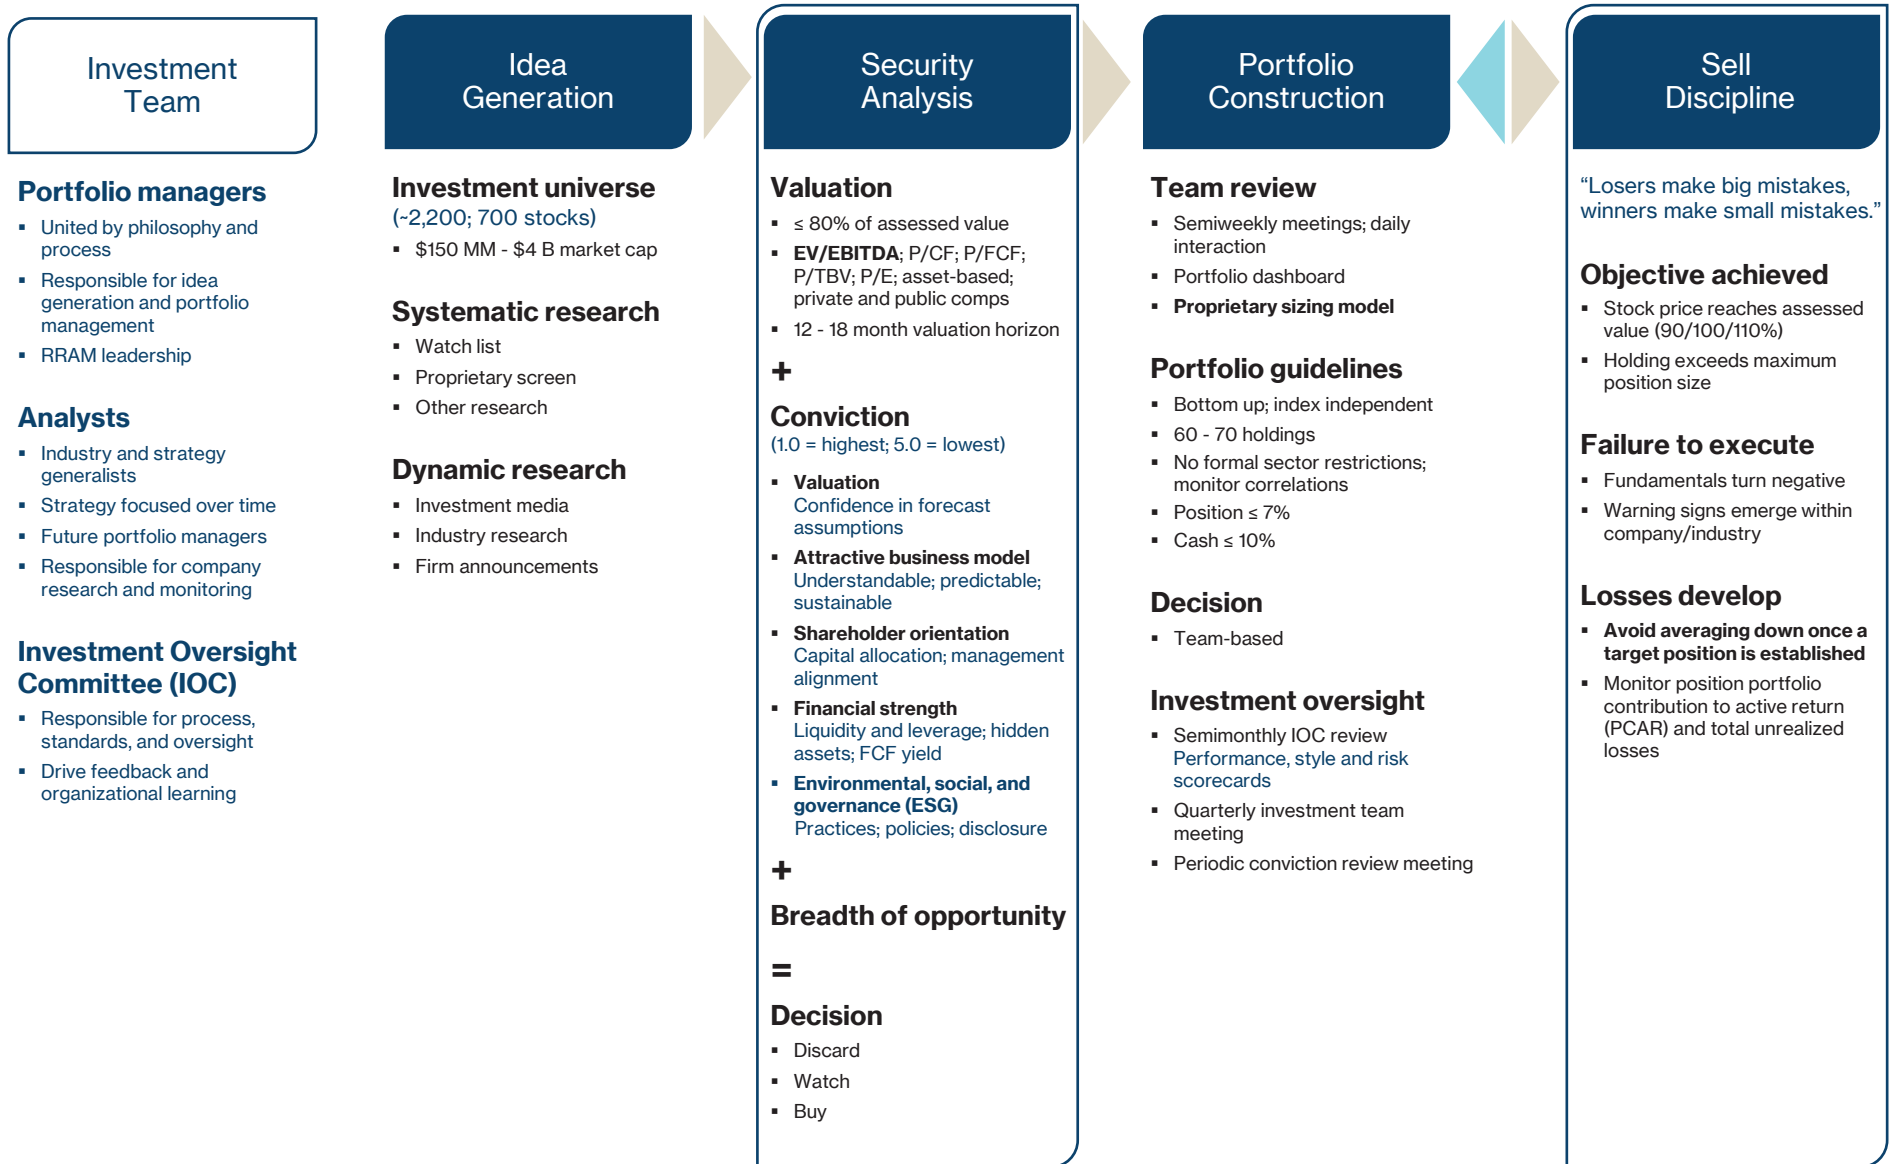 Investment
Team
Portfolio managers
▪ United by philosophy and
process
▪ Responsible for idea
generation and portfolio
management
▪ RRAM leadership
Analysts
▪ Industry and strategy
generalists
▪ Strategy focused over time
▪ Future portfolio managers
▪ Responsible for company
research and monitoring
Investment Oversight
Committee (IOC)
▪ Responsible for process,
standards, and oversight
▪ Drive feedback and
organizational learning
Idea
Generation
Investment universe
(~2,200; 700 stocks)
▪ $150 MM - $4 B market cap
Systematic research
▪ Watch list
▪ Proprietary screen
▪ Other research
Dynamic research
▪ Investment media
▪ Industry research
▪ Firm announcements
Security
Analysis
Valuation
▪ ≤ 80% of assessed value
▪ EV/EBITDA; P/CF; P/FCF;
P/TBV; P/E; asset-based;
private and public comps
▪ 12 - 18 month valuation horizon
+
Conviction
(1.0 = highest; 5.0 = lowest)
▪ Valuation
Confidence in forecast
assumptions
▪ Attractive business model
Understandable; predictable;
sustainable
▪ Shareholder orientation
Capital allocation; management
alignment
▪ Financial strength
Liquidity and leverage; hidden
assets; FCF yield
▪ Environmental, social, and
governance (ESG)
Practices; policies; disclosure
+
Breadth of opportunity
=
Decision
▪ Discard
▪ Watch
▪ Buy
Portfolio
Construction
Team review
▪ Semiweekly meetings; daily
interaction
▪ Portfolio dashboard
▪ Proprietary sizing model
Portfolio guidelines
▪ Bottom up; index independent
▪ 60 - 70 holdings
▪ No formal sector restrictions;
monitor correlations
▪ Position ≤ 7%
▪ Cash ≤ 10%
Decision
▪ Team-based
Investment oversight
▪ Semimonthly IOC review
Performance, style and risk
scorecards
▪ Quarterly investment team
meeting
▪ Periodic conviction review meeting
Sell
Discipline
“Losers make big mistakes,
winners make small mistakes.”
Objective achieved
▪ Stock price reaches assessed
value (90/100/110%)
▪ Holding exceeds maximum
position size
Failure to execute
▪ Fundamentals turn negative
▪ Warning signs emerge within
company/industry
Losses develop
▪ Avoid averaging down once a
target position is established
▪ Monitor position portfolio
contribution to active return
(PCAR) and total unrealized
losses